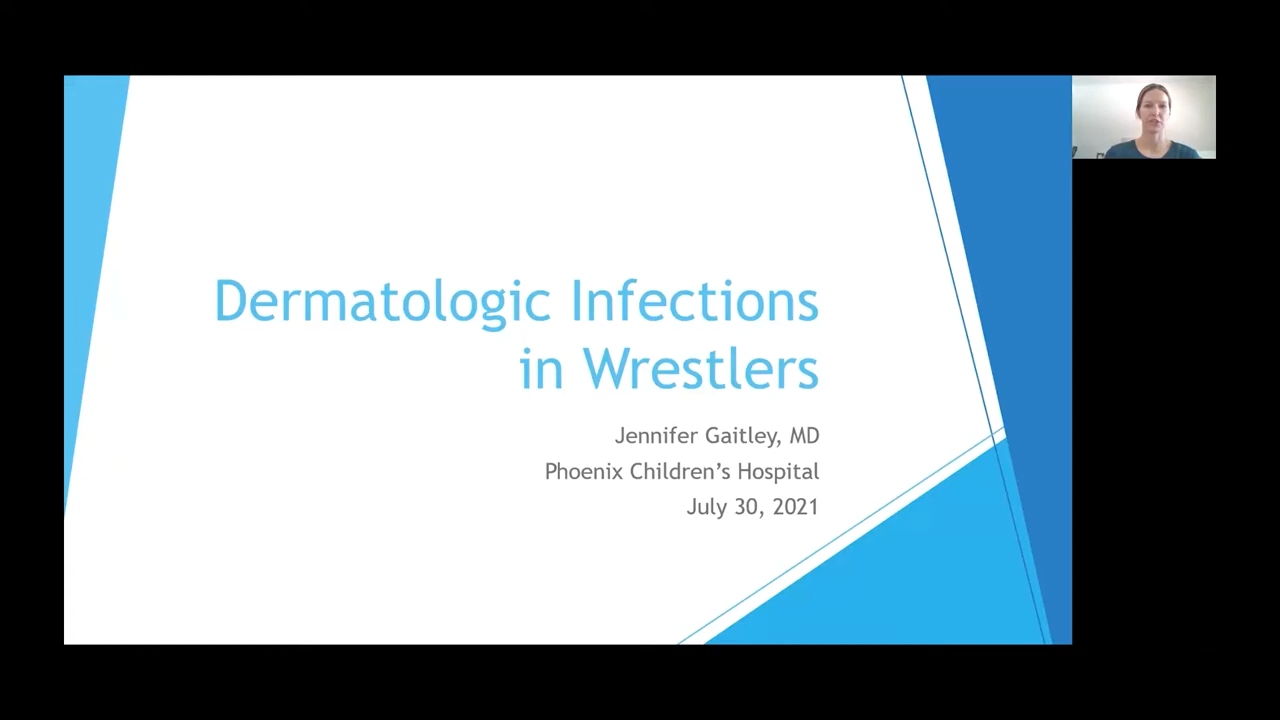 Dermatologic Infections
in Wrestlers
Jennifer Gaitley, MD
Phoenix Children’s Hospital
July 30, 2021